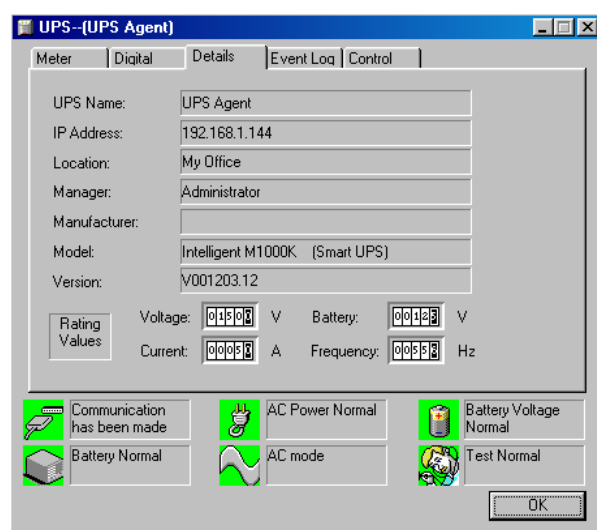 UPS--(UPS Agent)
Meter Digital Details Event Log Control
UPS Name: UPS Agent
IP Address: 192.168.1.144
Location: My Office
Manager: Administrator
Manufacturer:
Model: Intelligent M1000K (Smart UPS)
Version: V001203.12
Rating Values
Voltage: V Battery: V
Current: A Frequency: Hz
Communication has been made
AC Power Normal
Battery Voltage Normal
Battery Normal
AC mode
Test Normal
OK